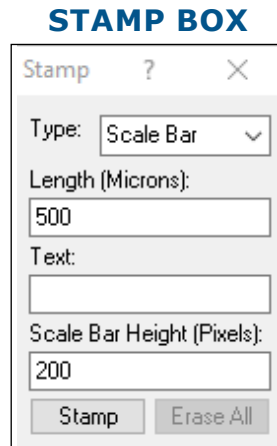 STAMP BOX
Stamp ? ×
Type: Scale Bar
Length (Microns):
500
Text:
Scale Bar Height (Pixels):
200
Stamp Erase All